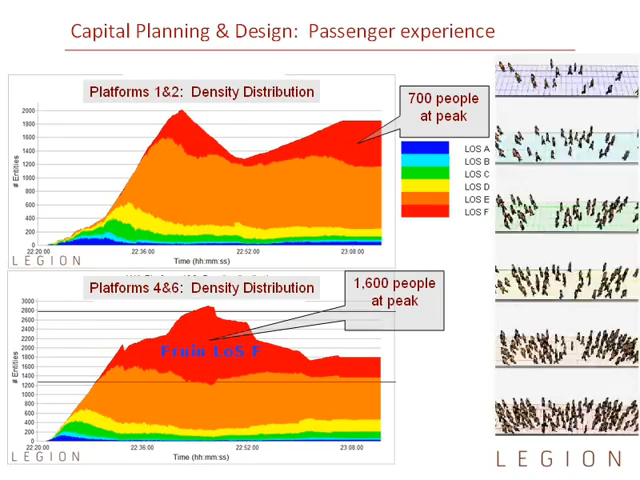 Capital Planning & Design:  Passenger experience
Platforms 1&2:  Density Distribution
700 people
at peak
# Entities
2000
1800
1600
1400
1200
1000
800
600
400
200
0
22:20:00
22:36:00
22:52:00
23:08:00
Time (hh:mm:ss)
LEGION
LOS A
LOS B
LOS C
LOS D
LOS E
LOS F
Platforms 4&6:  Density Distribution
1,600 people
at peak
Fruin LoS F
# Entities
3000
2800
2600
2400
2200
2000
1800
1600
1400
1200
1000
800
600
400
200
0
22:20:00
22:36:00
22:52:00
23:08:00
Time (hh:mm:ss)
LEGION
LEGION